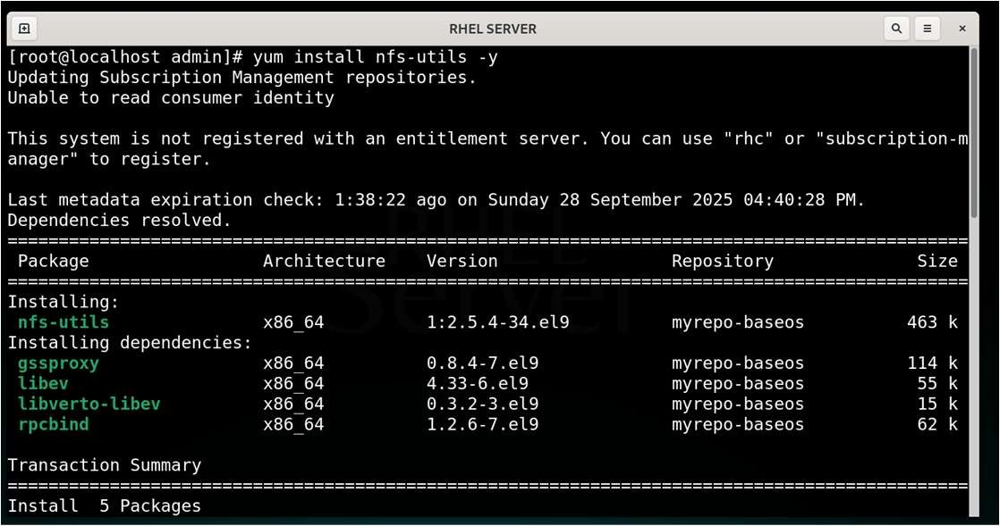 RHEL SERVER
[root@localhost admin]# yum install nfs-utils -y
Updating Subscription Management repositories.
Unable to read consumer identity
This system is not registered with an entitlement server. You can use "rhc" or "subscription-m
anager" to register.
Last metadata expiration check: 1:38:22 ago on Sunday 28 September 2025 04:40:28 PM.
Dependencies resolved.
================================================================================
Package Architecture Version Repository Size
================================================================================
Installing:
nfs-utils x86_64 1:2.5.4-34.el9 myrepo-baseos 463 k
Installing dependencies:
gssproxy x86_64 0.8.4-7.el9 myrepo-baseos 114 k
libev x86_64 4.33-6.el9 myrepo-baseos 55 k
libverto-libev x86_64 0.3.2-3.el9 myrepo-baseos 15 k
rpcbind x86_64 1.2.6-7.el9 myrepo-baseos 62 k
Transaction Summary
================================================================================
Install 5 Packages
RHEL
Server